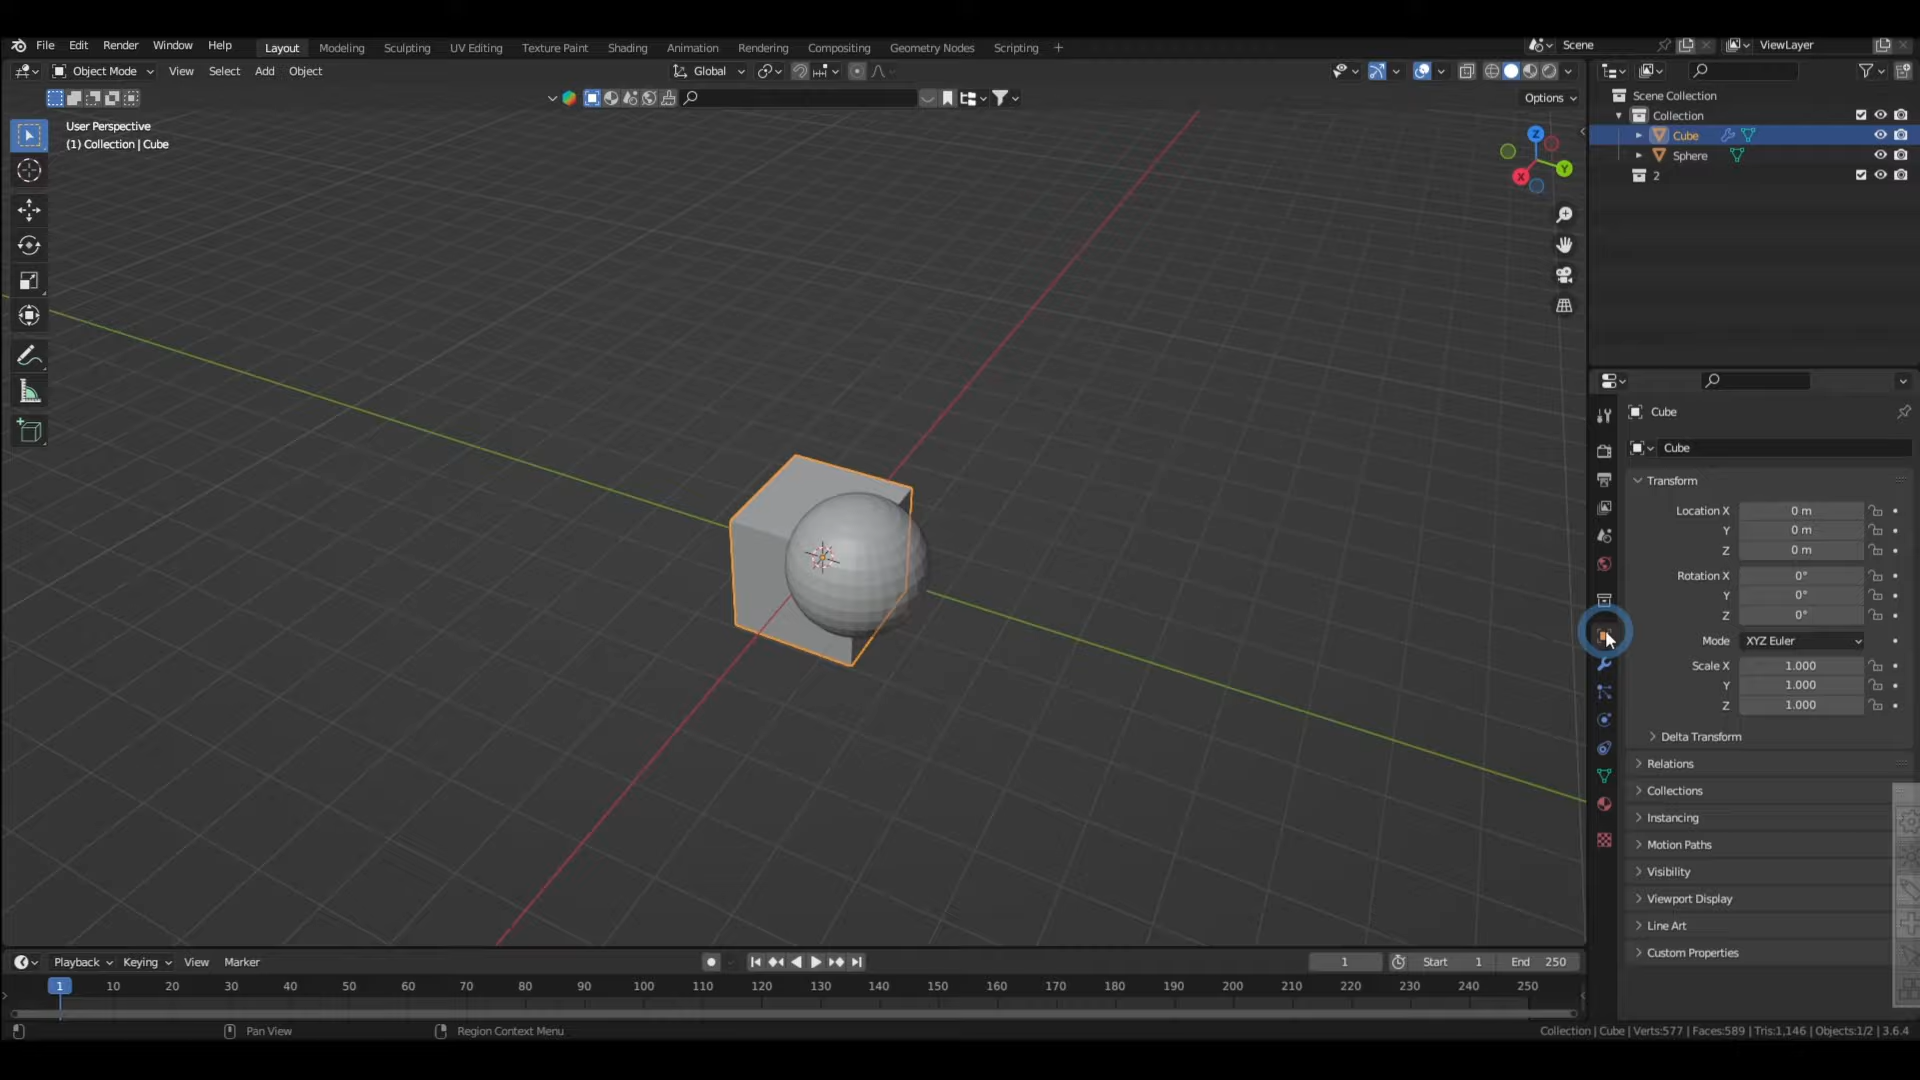 File Edit Render Window Help Layout Modeling Sculpting UV Editing Texture Paint Shading Animation Rendering Compositing Geometry Nodes Scripting + Scene ViewLayer
Object Mode View Select Add Object Global
Options
User Perspective
(1) Collection | Cube
Z
Y
X
Scene Collection
Collection
Cube
Sphere
2
Cube
Cube
Transform
Location X 0 m
Y 0 m
Z 0 m
Rotation X 0°
Y 0°
Z 0°
Mode XYZ Euler
Scale X 1.000
Y 1.000
Z 1.000
Delta Transform
Relations
Collections
Instancing
Motion Paths
Visibility
Viewport Display
Line Art
Custom Properties
Playback Keying View Marker 1 Start 1 End 250
1 10 20 30 40 50 60 70 80 90 100 110 120 130 140 150 160 170 180 190 200 210 220 230 240 250
Pan View Region Context Menu Collection | Cube | Verts:577 | Faces:589 | Tris:1,146 | Objects:1/2 | 3.6.4